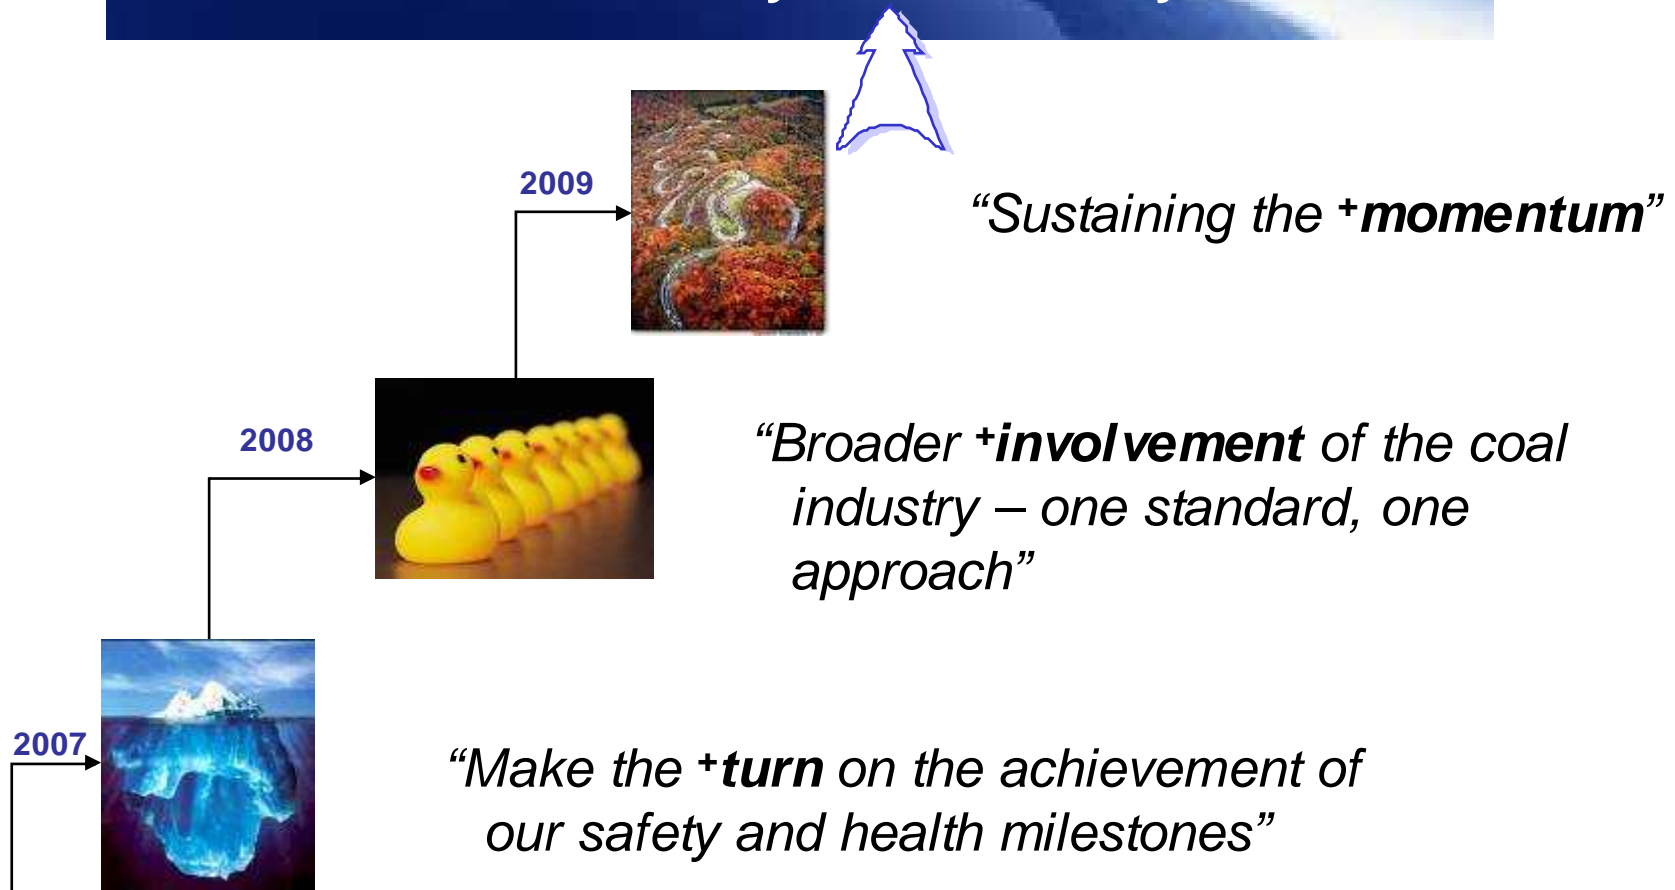 2009
“Sustaining the +momentum”
2008
“Broader +involvement of the coal
industry – one standard, one
approach”
2007
“Make the +turn on the achievement of
our safety and health milestones”